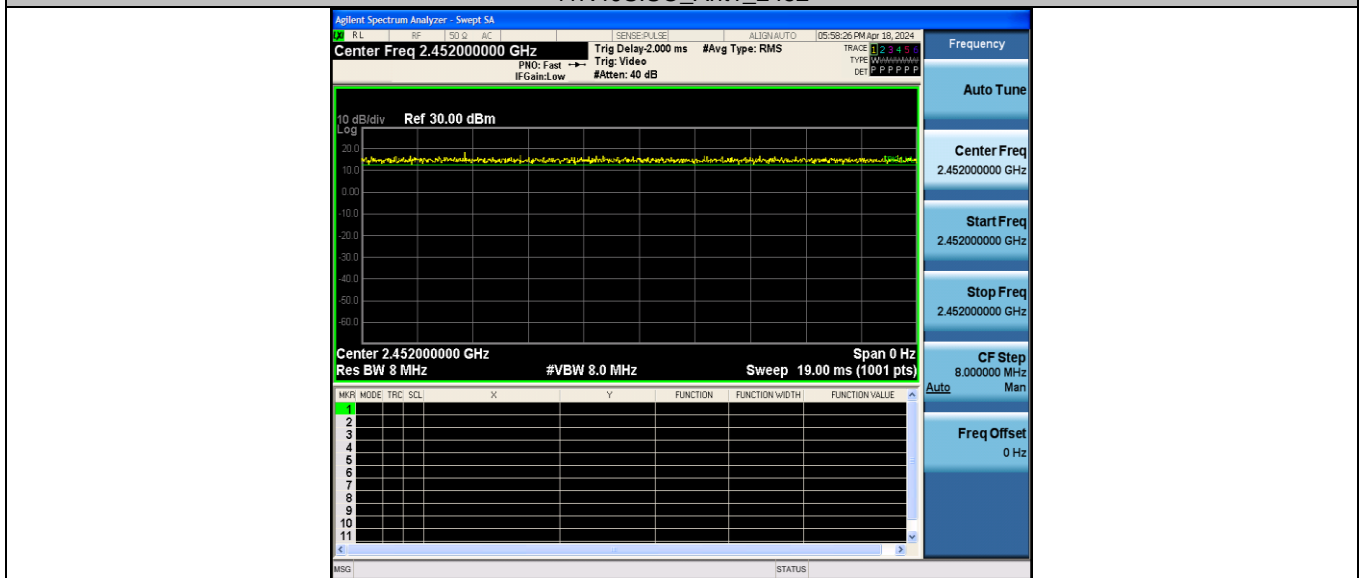 Agilent Spectrum Analyzer - Swept SA
RL RF 50 Ω AC SENSE:PULSE ALIGN AUTO 05:58:26 PM Apr 18, 2024
Center Freq 2.452000000 GHz
PNO: Fast
IFGain:Low
Trig Delay-2.000 ms
Trig: Video
#Atten: 40 dB
#Avg Type: RMS
TRACE 1 2 3 4 5 6
TYPE W
DET P P P P P P
10 dB/div Ref 30.00 dBm
Log
20.0
10.0
0.00
-10.0
-20.0
-30.0
-40.0
-50.0
-60.0
Center 2.452000000 GHz Span 0 Hz
Res BW 8 MHz #VBW 8.0 MHz Sweep 19.00 ms (1001 pts)
MKR MODE TRC SCL X Y FUNCTION FUNCTION WIDTH FUNCTION VALUE
1
2
3
4
5
6
7
8
9
10
11
MSG STATUS
Frequency
Auto Tune
Center Freq
2.452000000 GHz
Start Freq
2.452000000 GHz
Stop Freq
2.452000000 GHz
CF Step
8.000000 MHz
Auto Man
Freq Offset
0 Hz